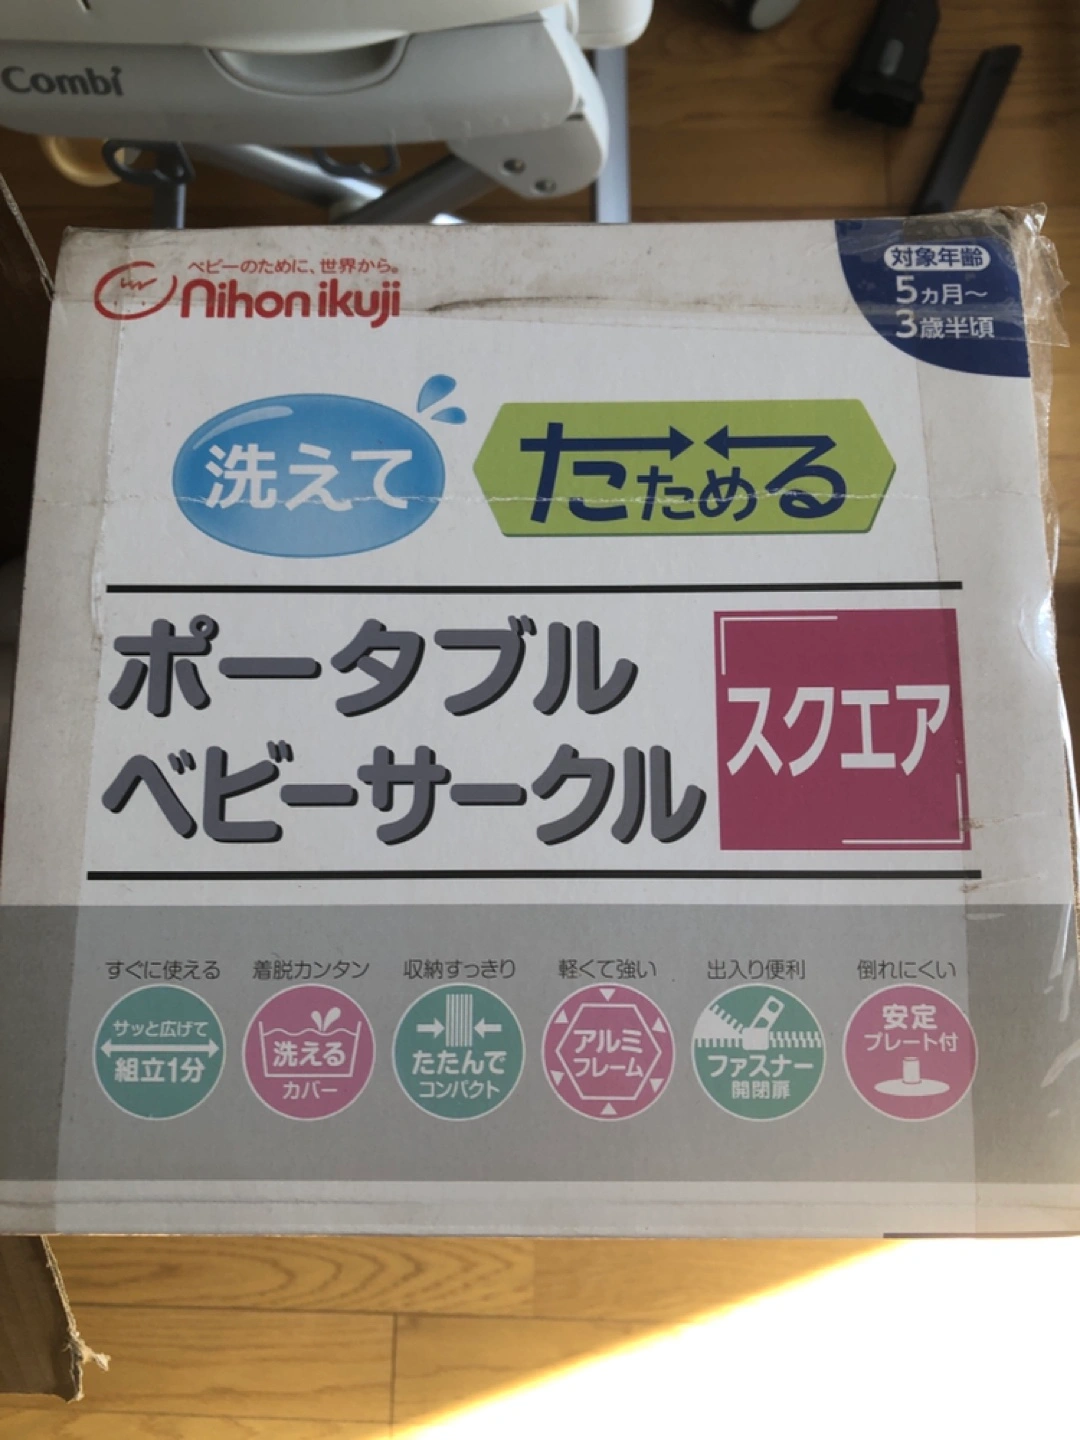 Combi
ベビーのために、世界から。
nihon ikuji
対象年齢
5ヵ月〜
3歳半頃
洗えて
たためる
ポータブル
ベビーサークル
スクエア
すぐに使える
サッと広げて
組立1分
着脱カンタン
洗える
カバー
収納すっきり
たたんで
コンパクト
軽くて強い
アルミ
フレーム
出入り便利
ファスナー
開閉扉
倒れにくい
安定
プレート付